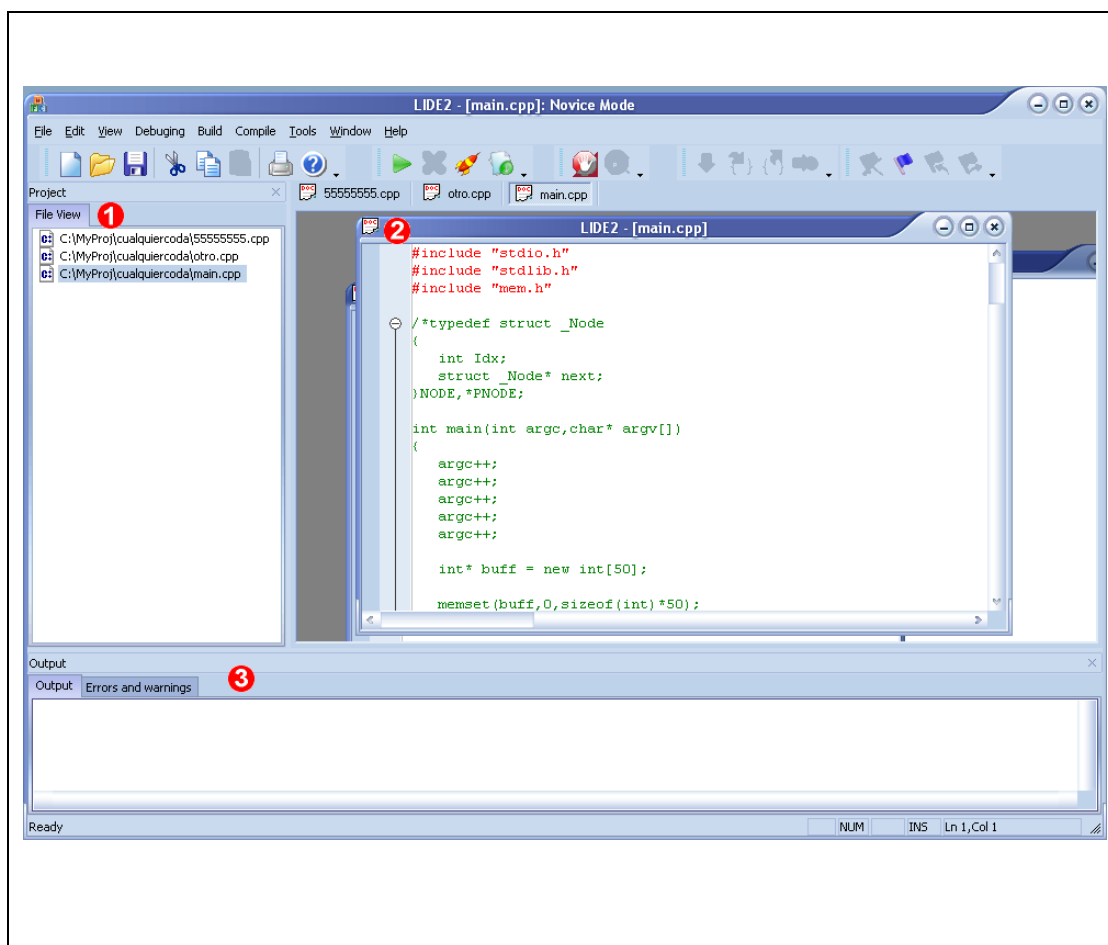 LIDE2 - [main.cpp]: Novice Mode
File Edit View Debuging Build Compile Tools Window Help
Project
55555555.cpp otro.cpp main.cpp
File View 1
C:\MyProj\cualquiercoda\55555555.cpp
C:\MyProj\cualquiercoda\otro.cpp
C:\MyProj\cualquiercoda\main.cpp
2 LIDE2 - [main.cpp]
#include "stdio.h"
#include "stdlib.h"
#include "mem.h"
/*typedef struct _Node
{
int Idx;
struct _Node* next;
}NODE,*PNODE;
int main(int argc,char* argv[])
{
argc++;
argc++;
argc++;
argc++;
argc++;
int* buff = new int[50];
memset(buff,0,sizeof(int)*50);
Output
Output Errors and warnings 3
Ready NUM INS Ln 1,Col 1